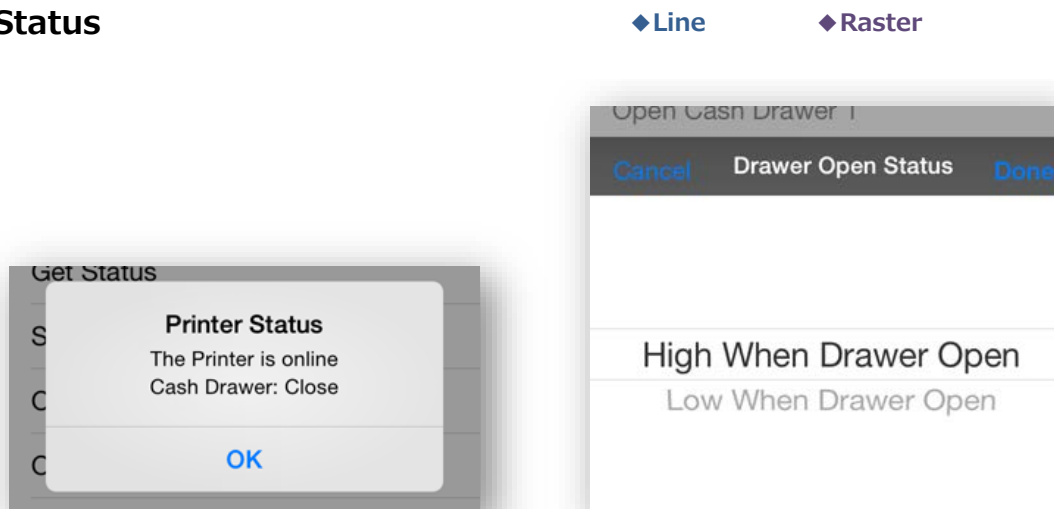 Status
◆Line ◆Raster
Open Cash Drawer 1
Cancel Drawer Open Status Done
High When Drawer Open
Low When Drawer Open
Get Status
S
Printer Status
The Printer is online
Cash Drawer: Close
C
OK
C